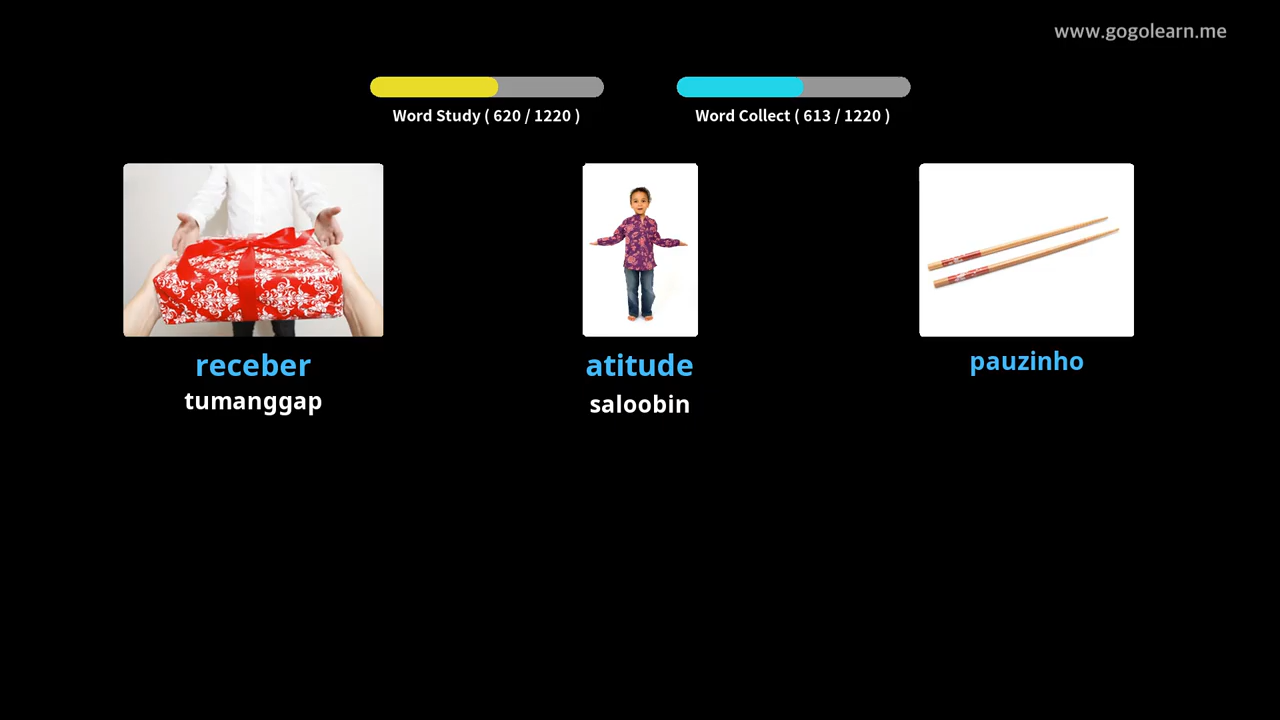 www.gogolearn.me
Word Study ( 620 / 1220 )
Word Collect ( 613 / 1220 )
receber
tumanggap
atitude
saloobin
pauzinho